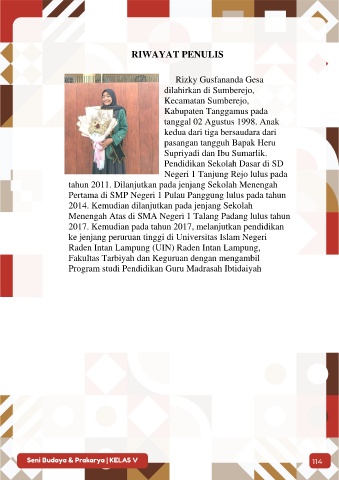 RIWAYAT PENULIS
Rizky Gusfananda Gesa
dilahirkan di Sumberejo,
Kecamatan Sumberejo,
Kabupaten Tanggamus pada
tanggal 02 Agustus 1998. Anak
kedua dari tiga bersaudara dari
pasangan tangguh Bapak Heru
Supriyadi dan Ibu Sumarlik.
Pendidikan Sekolah Dasar di SD
Negeri 1 Tanjung Rejo lulus pada
tahun 2011. Dilanjutkan pada jenjang Sekolah Menengah
Pertama di SMP Negeri 1 Pulau Panggung lulus pada tahun
2014. Kemudian dilanjutkan pada jenjang Sekolah
Menengah Atas di SMA Negeri 1 Talang Padang lulus tahun
2017. Kemudian pada tahun 2017, melanjutkan pendidikan
ke jenjang peruruan tinggi di Universitas Islam Negeri
Raden Intan Lampung (UIN) Raden Intan Lampung,
Fakultas Tarbiyah dan Keguruan dengan mengambil
Program studi Pendidikan Guru Madrasah Ibtidaiyah
Seni Budaya & Prakarya | KELAS V
114